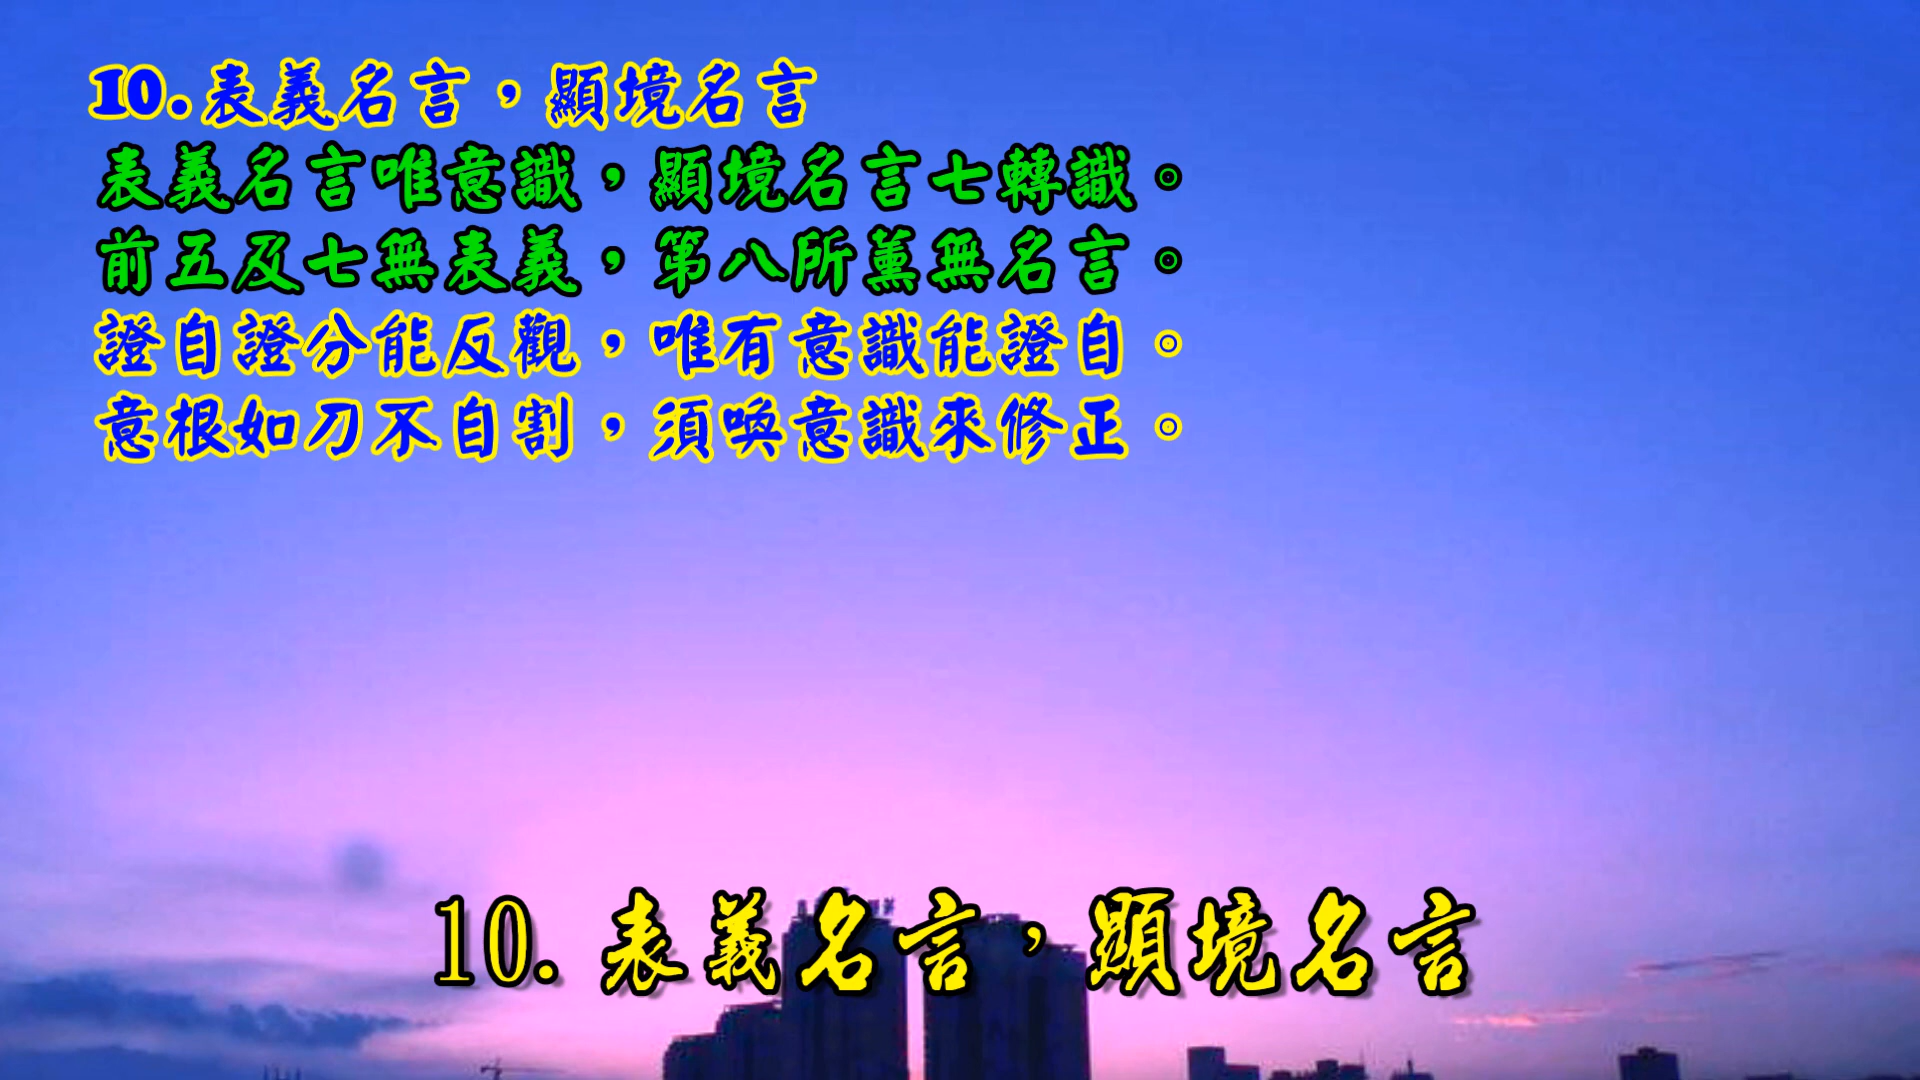 10.表義名言，顯境名言
表義名言唯意識，顯境名言七轉識。
前五及七無表義，第八所薰無名言。
證自證分能反觀，唯有意識能證自。
意根如刀不自割，須喚意識來修正。
10. 表義名言，顯境名言